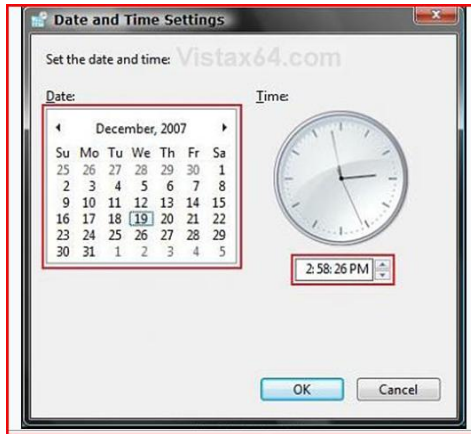 Date and Time Settings
Set the date and time: Vistax64.com
Date:
Time:
December, 2007
Su Mo Tu We Th Fr Sa
25 26 27 28 29 30 1
2 3 4 5 6 7 8
9 10 11 12 13 14 15
16 17 18 19 20 21 22
23 24 25 26 27 28 29
30 31 1 2 3 4 5
2:58:26 PM
OK Cancel